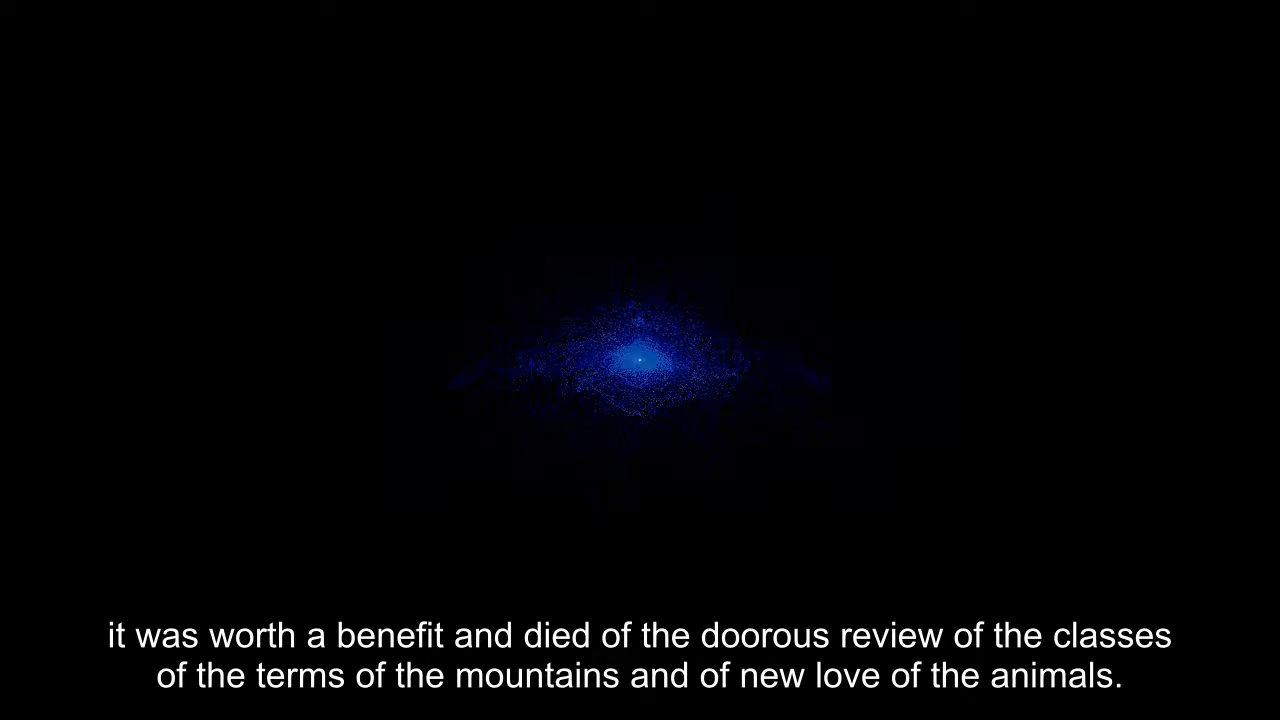 it was worth a benefit and died of the doorous review of the classes
of the terms of the mountains and of new love of the animals.